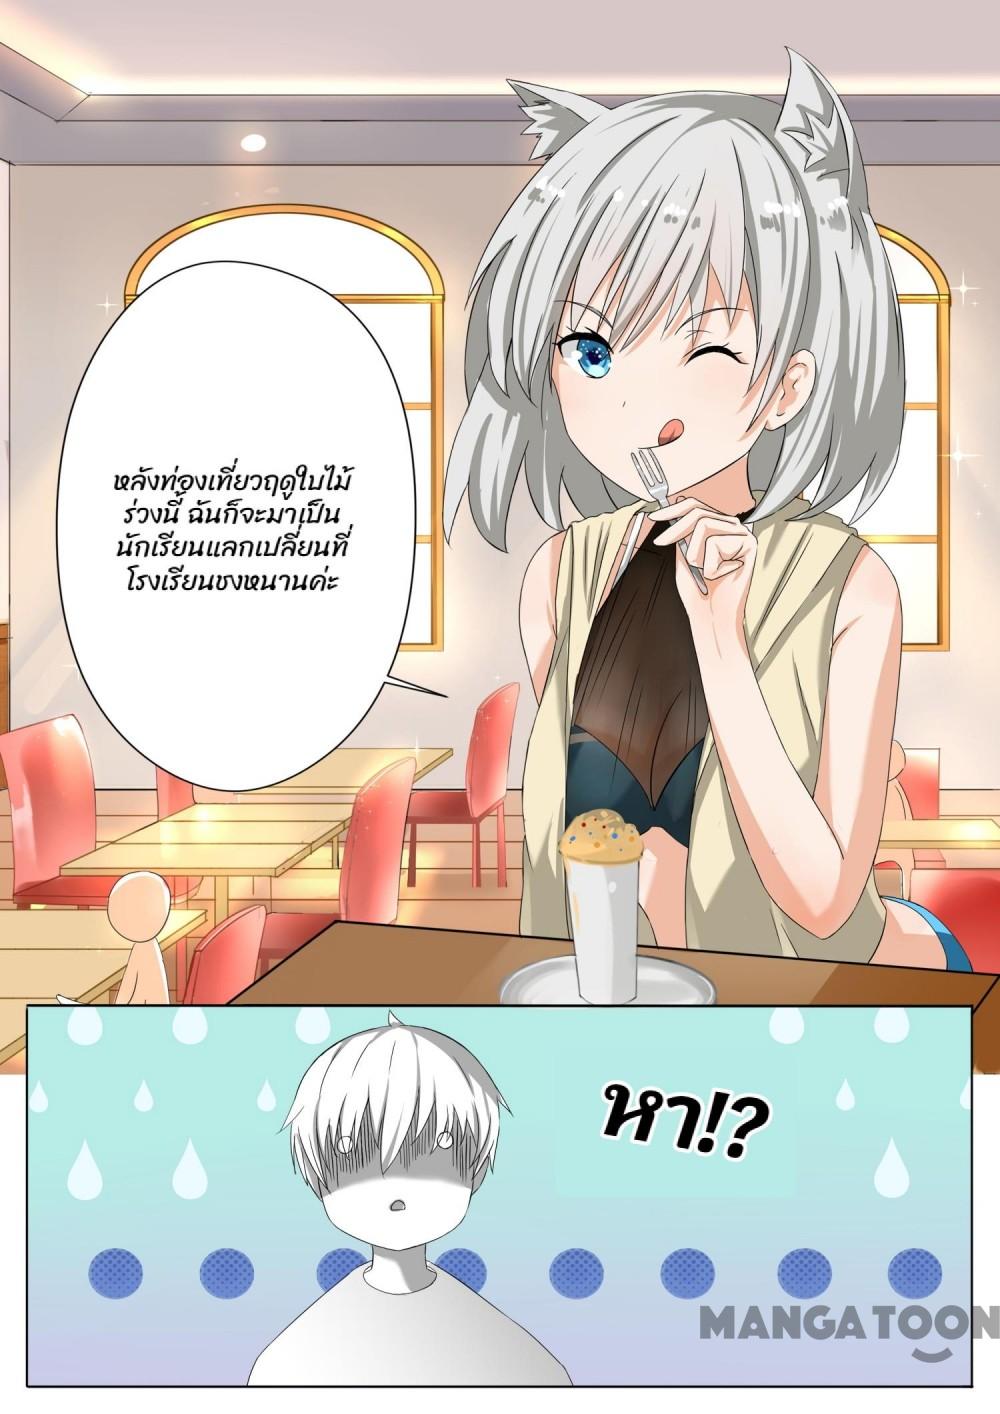 หลังท่องเที่ยวฤดูใบไม้
ร่วงนี้ ฉันก็จะมาเป็น
นักเรียนแลกเปลี่ยนที่
โรงเรียนชงหนานค่ะ
หา!?
MANGATOON